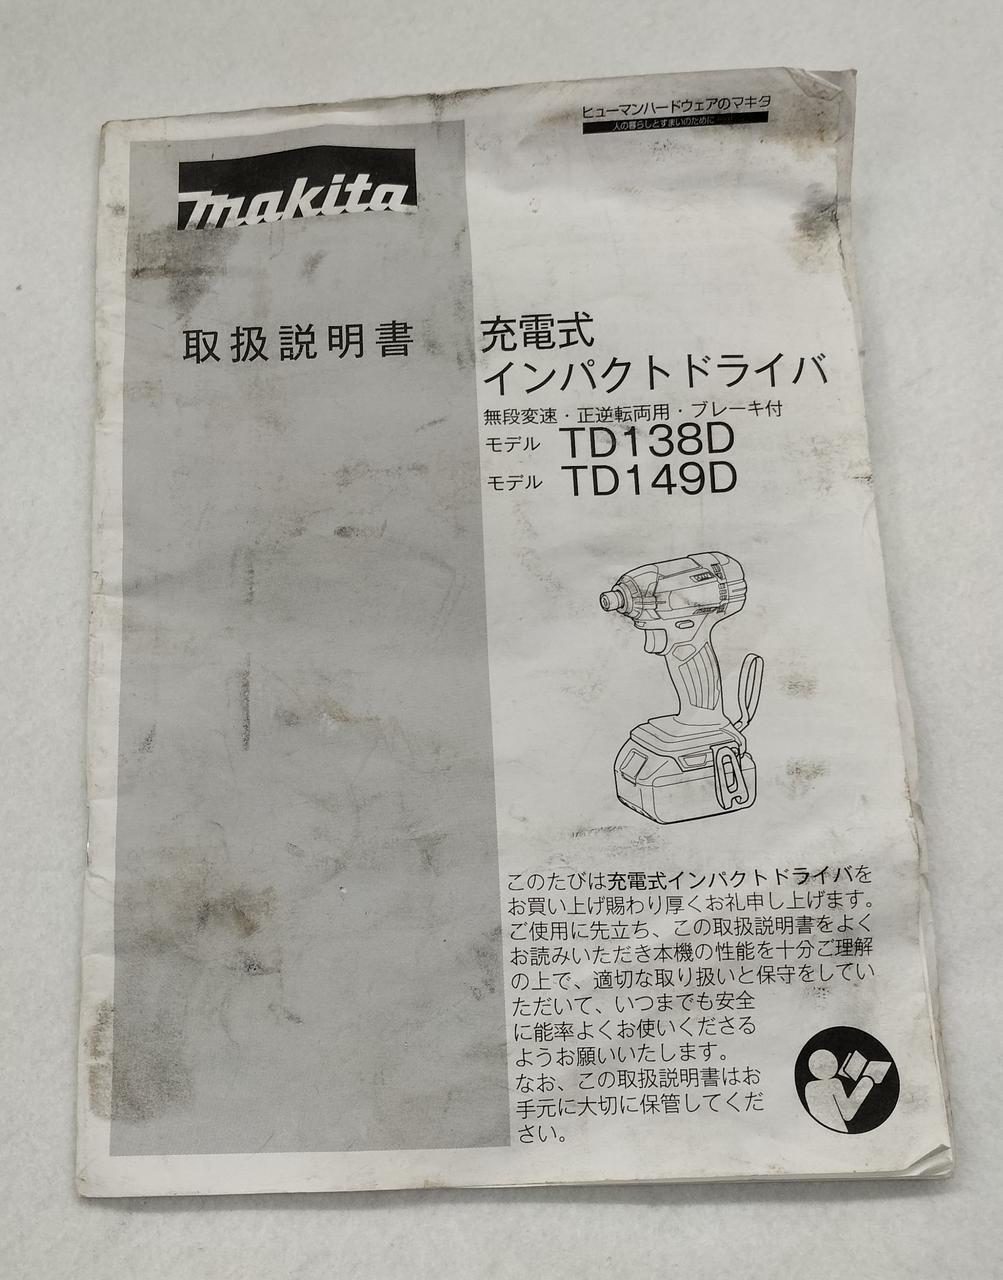 ヒューマンハードウェアのマキタ
人の暮らしとすまいのために
makita
取扱説明書
充電式
インパクトドライバ
無段変速・正逆転両用・ブレーキ付
モデル TD138D
モデル TD149D
このたびは充電式インパクトドライバを
お買い上げ賜わり厚くお礼申し上げます。
ご使用に先立ち、この取扱説明書をよく
お読みいただき本機の性能を十分ご理解
の上で、適切な取り扱いと保守をしてい
ただいて、いつまでも安全
に能率よくお使いくださる
ようお願いいたします。
なお、この取扱説明書はお
手元に大切に保管してくだ
さい。